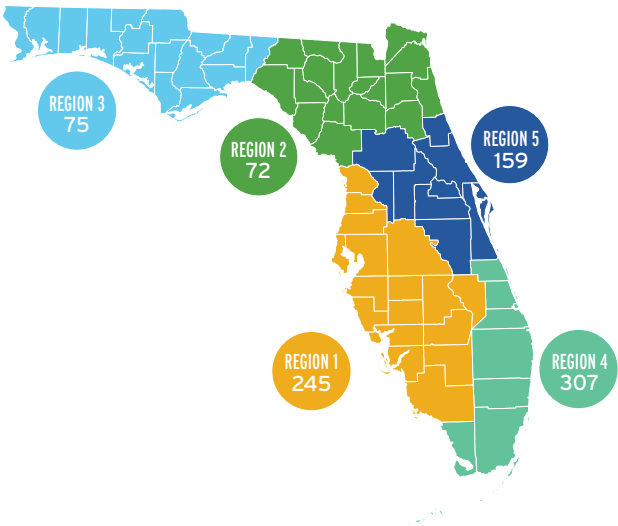 REGION 3
75
REGION 2
72
REGION 5
159
REGION 1
245
REGION 4
307